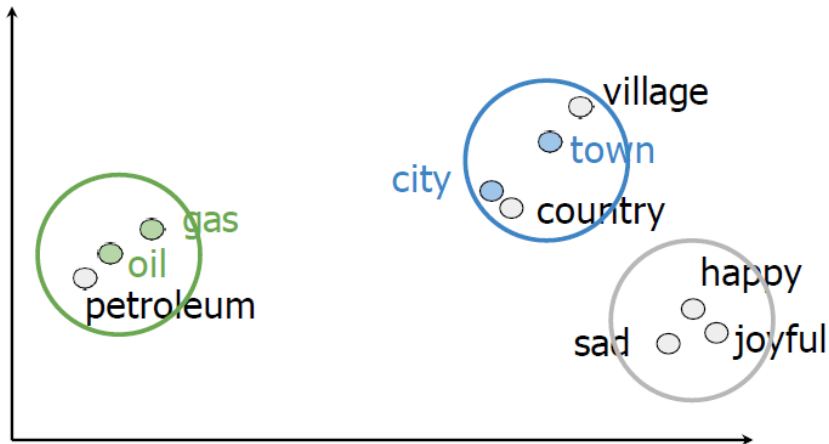 village
town
city
country
gas
oil
petroleum
happy
sad
joyful